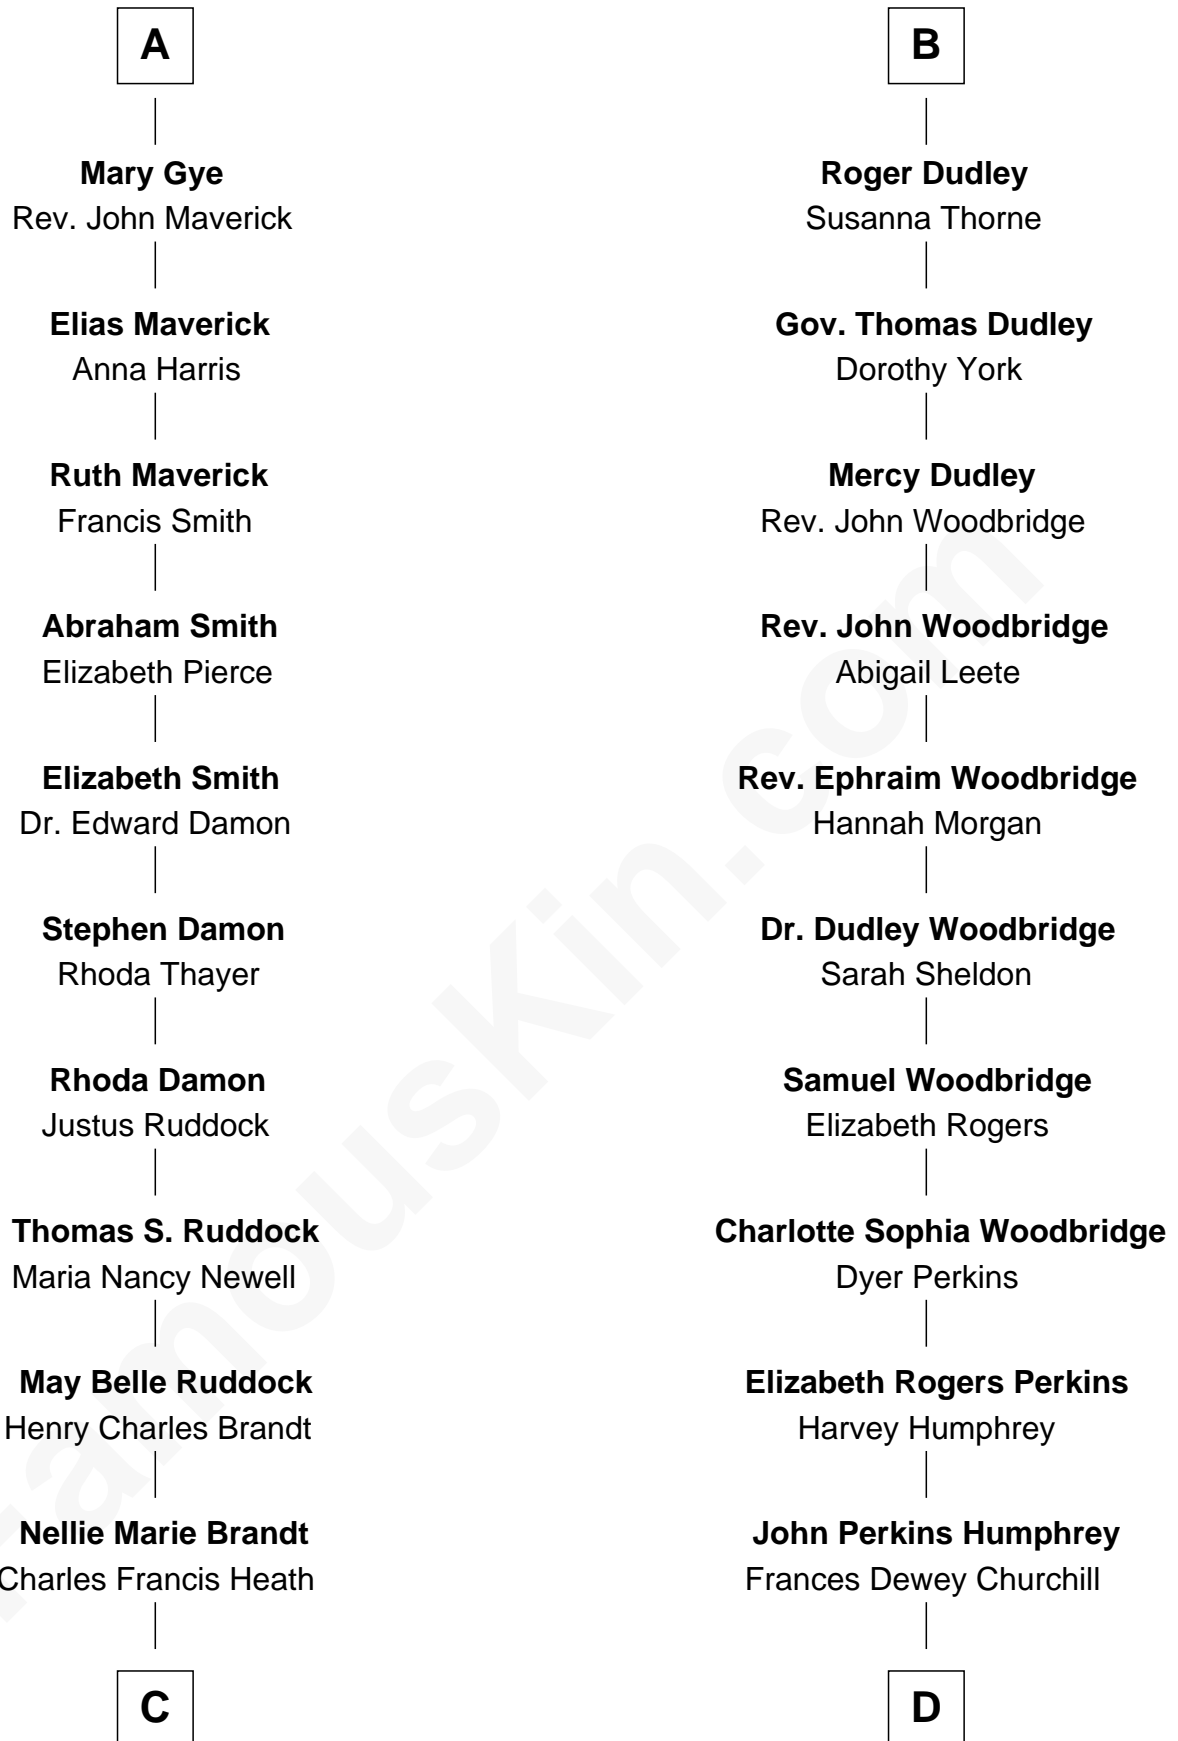 A
Mary Gye
Rev. John Maverick
Elias Maverick
Anna Harris
Ruth Maverick
Francis Smith
Abraham Smith
Elizabeth Pierce
Elizabeth Smith
Dr. Edward Damon
Stephen Damon
Rhoda Thayer
Rhoda Damon
Justus Ruddock
Thomas S. Ruddock
Maria Nancy Newell
May Belle Ruddock
Henry Charles Brandt
Nellie Marie Brandt
Charles Francis Heath
C
B
Roger Dudley
Susanna Thorne
Gov. Thomas Dudley
Dorothy York
Mercy Dudley
Rev. John Woodbridge
Rev. John Woodbridge
Abigail Leete
Rev. Ephraim Woodbridge
Hannah Morgan
Dr. Dudley Woodbridge
Sarah Sheldon
Samuel Woodbridge
Elizabeth Rogers
Charlotte Sophia Woodbridge
Dyer Perkins
Elizabeth Rogers Perkins
Harvey Humphrey
John Perkins Humphrey
Frances Dewey Churchill
D
FamousKin.com